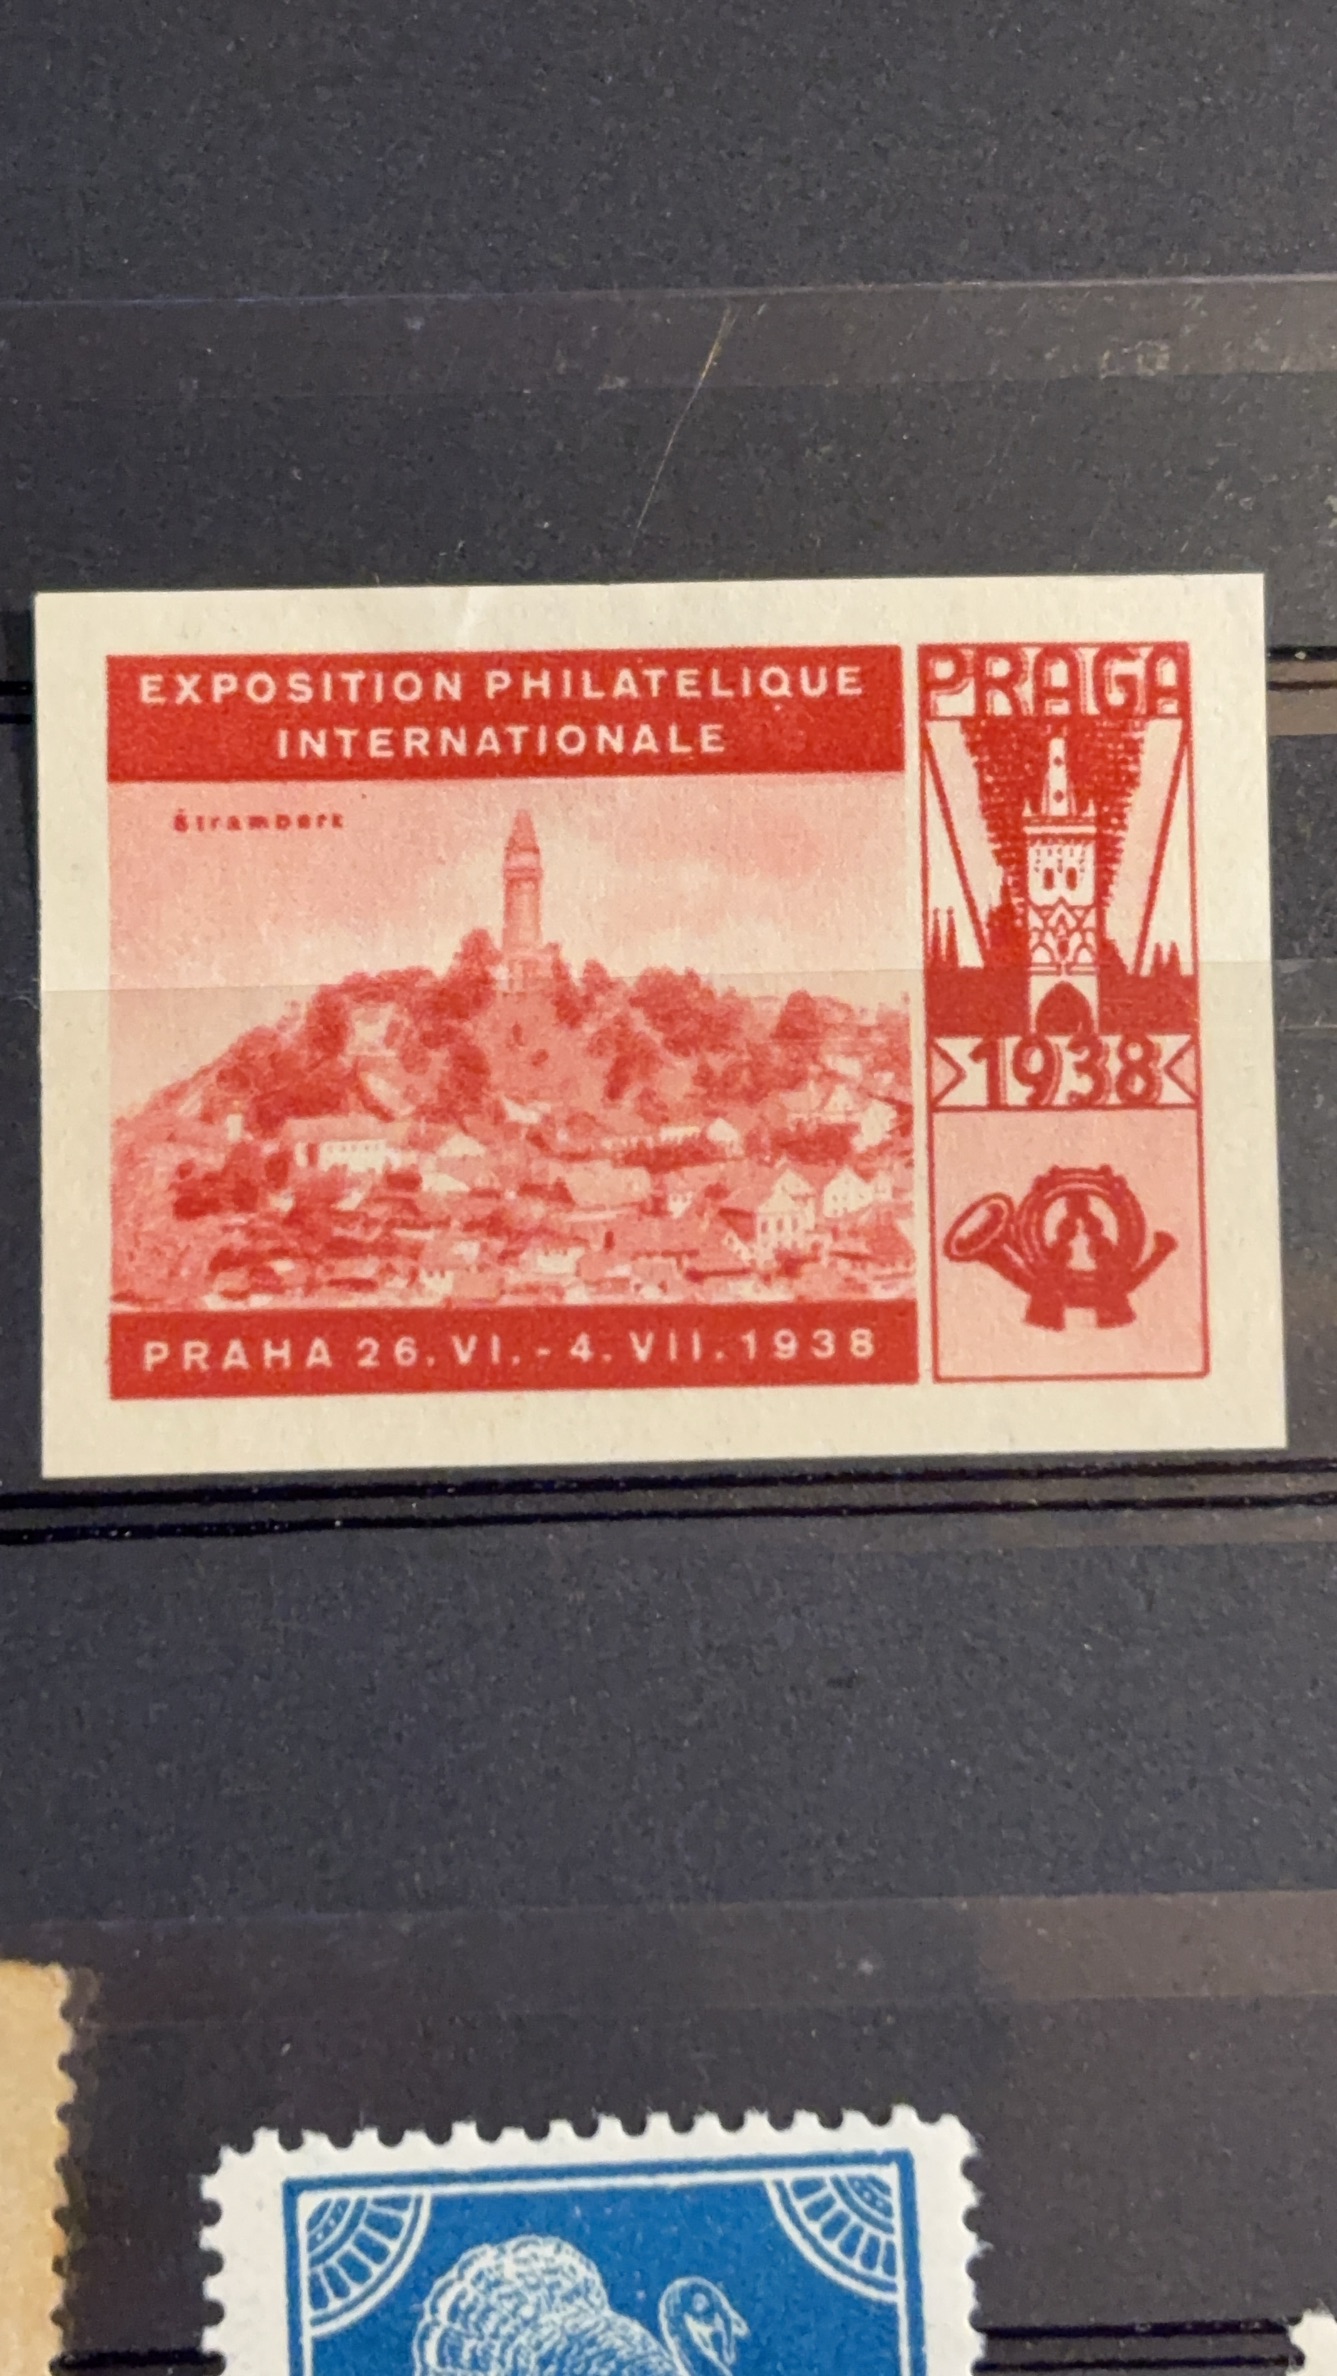 EXPOSITION PHILATELIQUE
INTERNATIONALE
Štramberk
PRAHA 26. VI. - 4. VII. 1938
PRAGA
1938